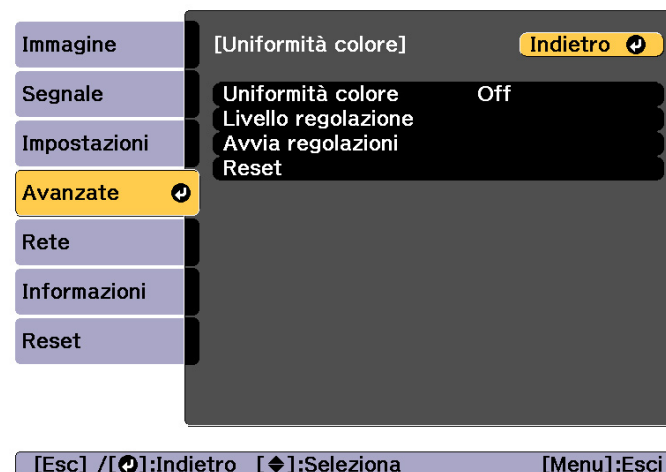 Immagine
Segnale
Impostazioni
Avanzate
Rete
Informazioni
Reset
[Uniformità colore] Indietro
Uniformità colore Off
Livello regolazione
Avvia regolazioni
Reset
[Esc] /[]:Indietro []:Seleziona [Menu]:Esci